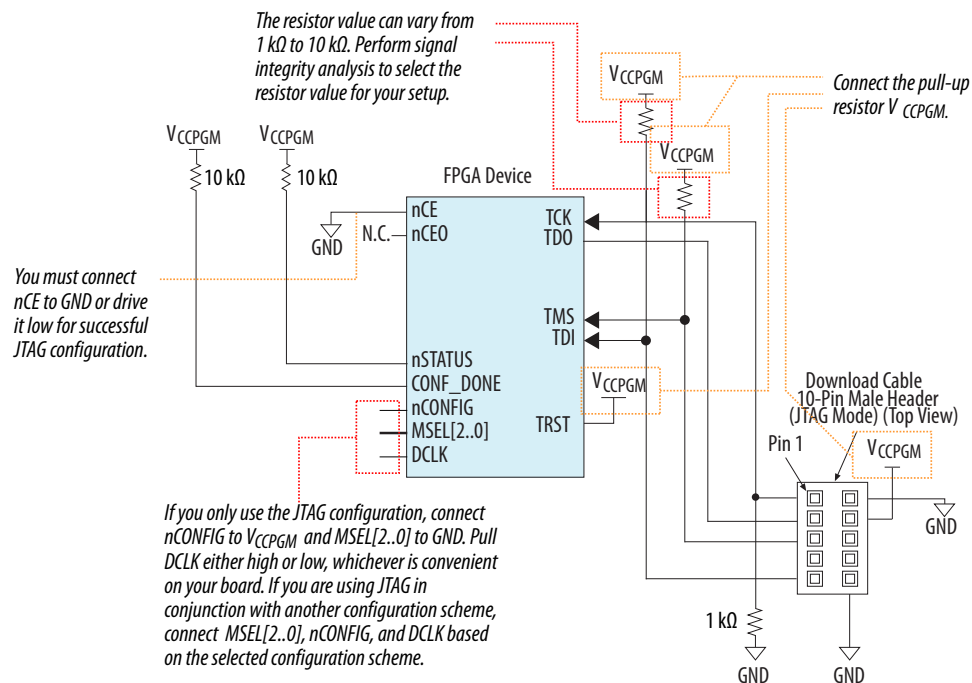 The resistor value can vary from
1 kΩ to 10 kΩ. Perform signal
integrity analysis to select the
resistor value for your setup.
VCCPGM
Connect the pull-up
resistor V CCPGM.
VCCPGM
VCCPGM
VCCPGM
10 kΩ
10 kΩ
FPGA Device
nCE
GND
N.C.
nCEO
TCK
TDO
You must connect
nCE to GND or drive
it low for successful
JTAG configuration.
TMS
TDI
nSTATUS
CONF_DONE
nCONFIG
MSEL[2..0]
DCLK
VCCPGM
TRST
Download Cable
10-Pin Male Header
(JTAG Mode) (Top View)
Pin 1
VCCPGM
GND
If you only use the JTAG configuration, connect
nCONFIG to VCCPGM and MSEL[2..0] to GND. Pull
DCLK either high or low, whichever is convenient
on your board. If you are using JTAG in
conjunction with another configuration scheme,
connect MSEL[2..0], nCONFIG, and DCLK based
on the selected configuration scheme.
1 kΩ
GND
GND